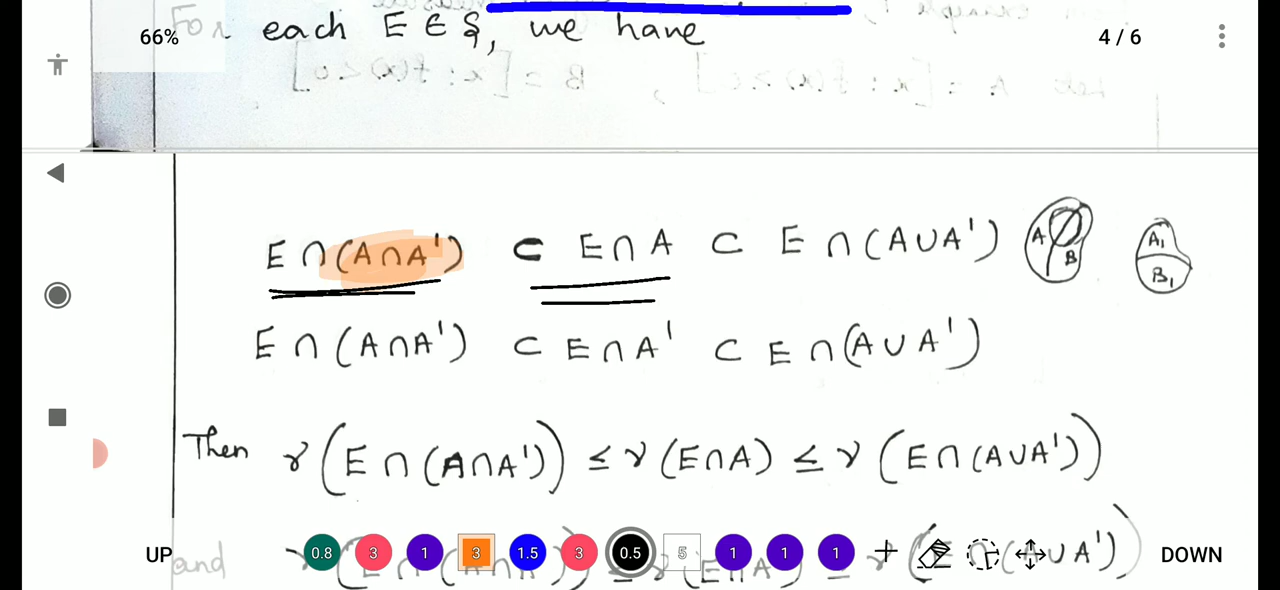 For each E ∈ S, we have
66%
4 / 6
E ∩ (A ∩ A') ⊂ E ∩ A ⊂ E ∩ (A ∪ A')
A B
A₁ B₁
E ∩ (A ∩ A') ⊂ E ∩ A' ⊂ E ∩ (A ∪ A')
Then γ(E ∩ (A ∩ A')) ≤ γ(E ∩ A) ≤ γ(E ∩ (A ∪ A'))
and
UP 0.8 3 1 3 1.5 3 0.5 5 1 1 1 DOWN